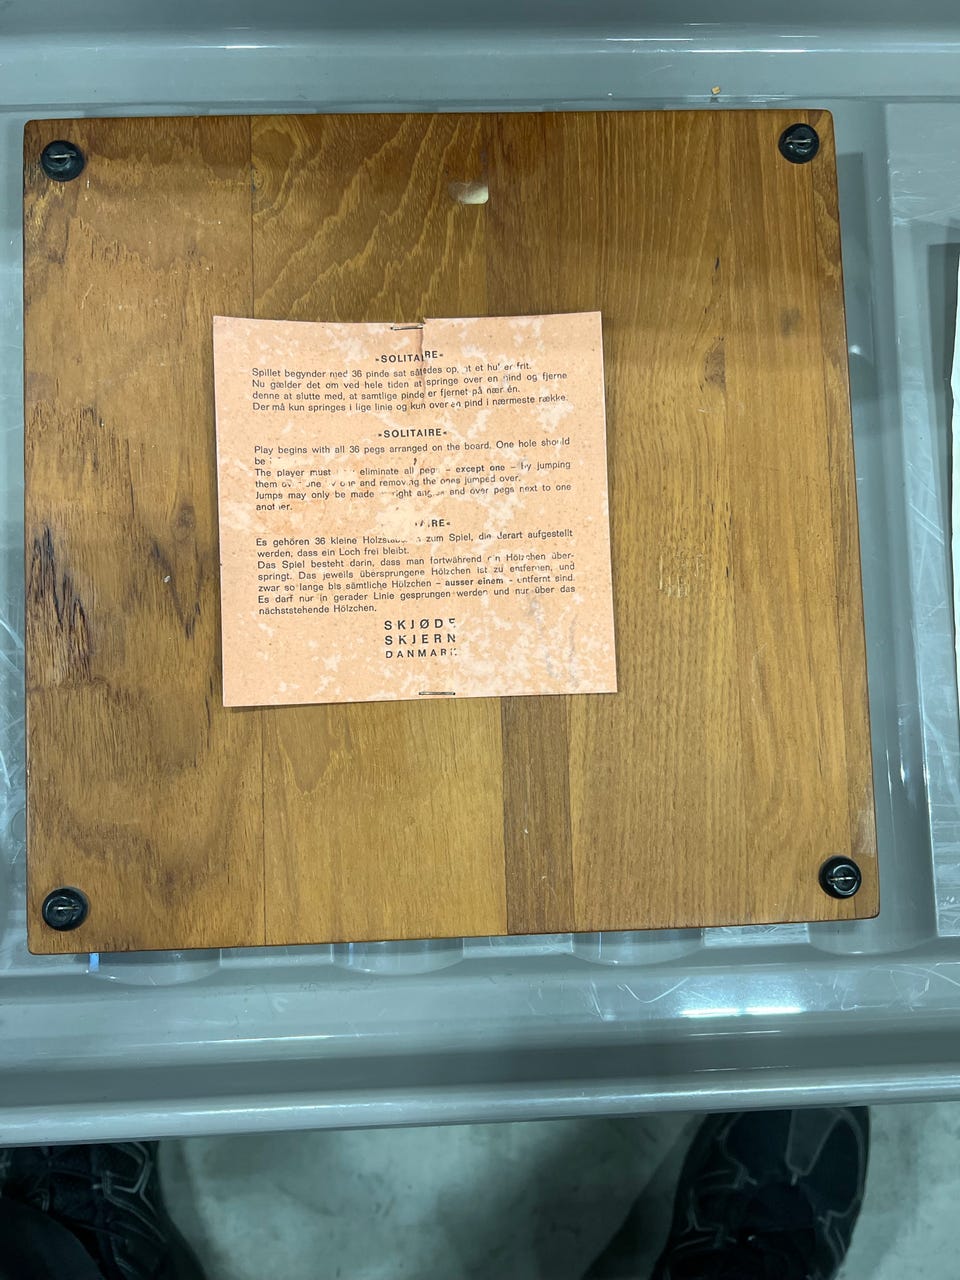 »SOLITAIRE«
Spillet begynder med 36 pinde sat således op, at et hul er frit.
Nu gælder det om ved hele tiden at springe over en pind og fjerne
denne at slutte med, at samtlige pinde er fjernet på nær én.
Der må kun springes i lige linie og kun over en pind i nærmeste række.
»SOLITAIRE«
Play begins with all 36 pegs arranged on the board. One hole should
be
The player must eliminate all pegs – except one – by jumping
them over one by one and removing the ones jumped over.
Jumps may only be made right angles and over pegs next to one
another.
AIRE«
Es gehören 36 kleine zum Spiel, die derart aufgestellt
werden, dass ein Loch frei bleibt.
Das Spiel besteht darin, dass man fortwährend ein Hölzchen über-
springt. Das jeweils übersprungene Hölzchen ist zu entfernen, und
zwar so lange bis sämtliche Hölzchen – ausser einem – entfernt sind.
Es darf nur in gerader Linie gesprungen werden und nur über das
nächststehende Hölzchen.
SKJØDE
SKJERN
DANMARK